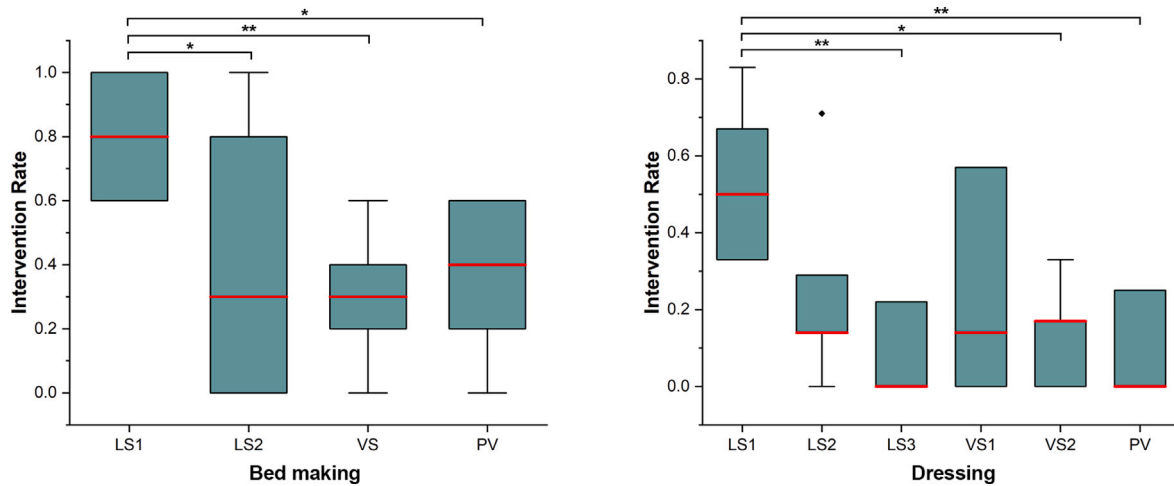 *
**
*
Intervention Rate
1.0
0.8
0.6
0.4
0.2
0.0
LS1 LS2 VS PV
Bed making
**
*
**
Intervention Rate
0.8
0.6
0.4
0.2
0.0
LS1 LS2 LS3 VS1 VS2 PV
Dressing